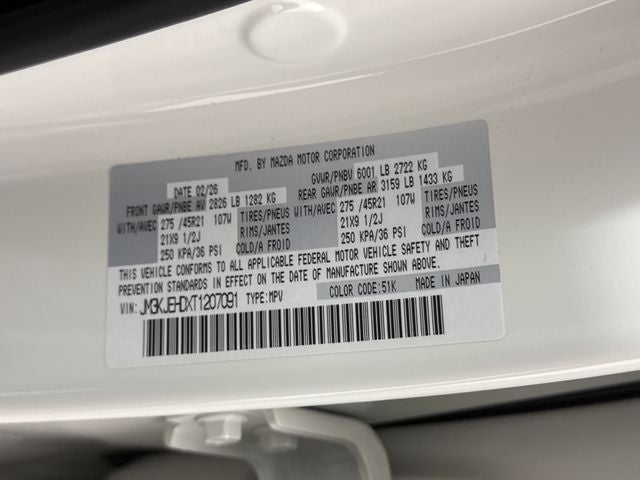 MFD. BY MAZDA MOTOR CORPORATION
DATE 02/26 GVWR/PNBV 6001 LB 2722 KG
FRONT GAWR/PNBE AV 2826 LB 1282 KG REAR GAWR/PNBE AR 3159 LB 1433 KG
WITH/AVEC 275 /45R21 107W TIRES/PNEUS WITH/AVEC 275 /45R21 107W TIRES/PNEUS
21X9 1/2J RIMS/JANTES 21X9 1/2J RIMS/JANTES
250 KPA/36 PSI COLD/A FROID 250 KPA/36 PSI COLD/A FROID
THIS VEHICLE CONFORMS TO ALL APPLICABLE FEDERAL MOTOR VEHICLE SAFETY AND THEFT
PREVENTION STANDARDS IN EFFECT ON THE DATE OF MANUFACTURE SHOWN ABOVE.
VIN: JM3KJEHDXT1207091 TYPE:MPV COLOR CODE:51K MADE IN JAPAN